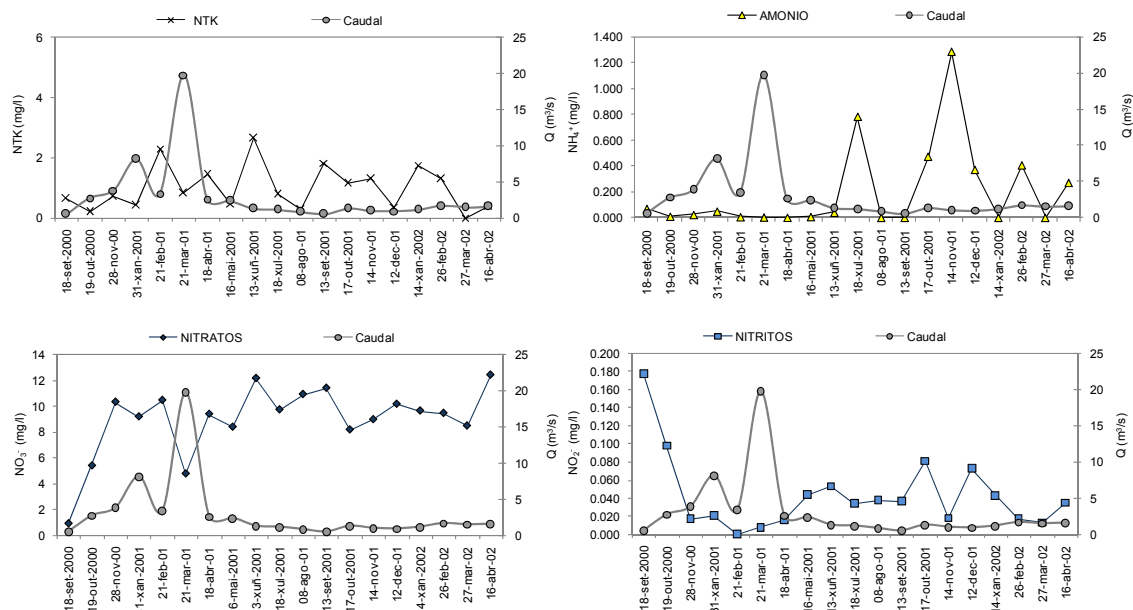 NTK Caudal
6
4
2
0
NTK (mg/l)
25
20
15
10
5
0
Q (m³/s)
18-set-2000
19-out-2000
28-nov-00
31-xan-2001
21-feb-01
21-mar-01
18-abr-01
16-mai-2001
13-xuñ-2001
18-xul-2001
08-ago-01
13-set-2001
17-out-2001
14-nov-01
12-dec-01
14-xan-2002
26-feb-02
27-mar-02
16-abr-02
AMONIO Caudal
1.400
1.200
1.000
0.800
0.600
0.400
0.200
0.000
NH₄⁺ (mg/l)
25
20
15
10
5
0
Q (m³/s)
18-set-2000
19-out-2000
28-nov-00
31-xan-2001
21-feb-01
21-mar-01
18-abr-01
16-mai-2001
13-xuñ-2001
18-xul-2001
08-ago-01
13-set-2001
17-out-2001
14-nov-01
12-dec-01
14-xan-2002
26-feb-02
27-mar-02
16-abr-02
NITRATOS Caudal
14
12
10
8
6
4
2
0
NO₃⁻ (mg/l)
25
20
15
10
5
0
Q (m³/s)
18-set-2000
19-out-2000
28-nov-00
1-xan-2001
21-feb-01
21-mar-01
18-abr-01
6-mai-2001
3-xuñ-2001
18-xul-2001
08-ago-01
13-set-2001
17-out-2001
14-nov-01
12-dec-01
4-xan-2002
26-feb-02
27-mar-02
16-abr-02
NITRITOS Caudal
0.200
0.180
0.160
0.140
0.120
0.100
0.080
0.060
0.040
0.020
0.000
NO₂⁻ (mg/l)
25
20
15
10
5
0
Q (m³/s)
18-set-2000
19-out-2000
28-nov-00
31-xan-2001
21-feb-01
21-mar-01
18-abr-01
16-mai-2001
13-xuñ-2001
18-xul-2001
08-ago-01
13-set-2001
17-out-2001
14-nov-01
12-dec-01
14-xan-2002
26-feb-02
27-mar-02
16-abr-02